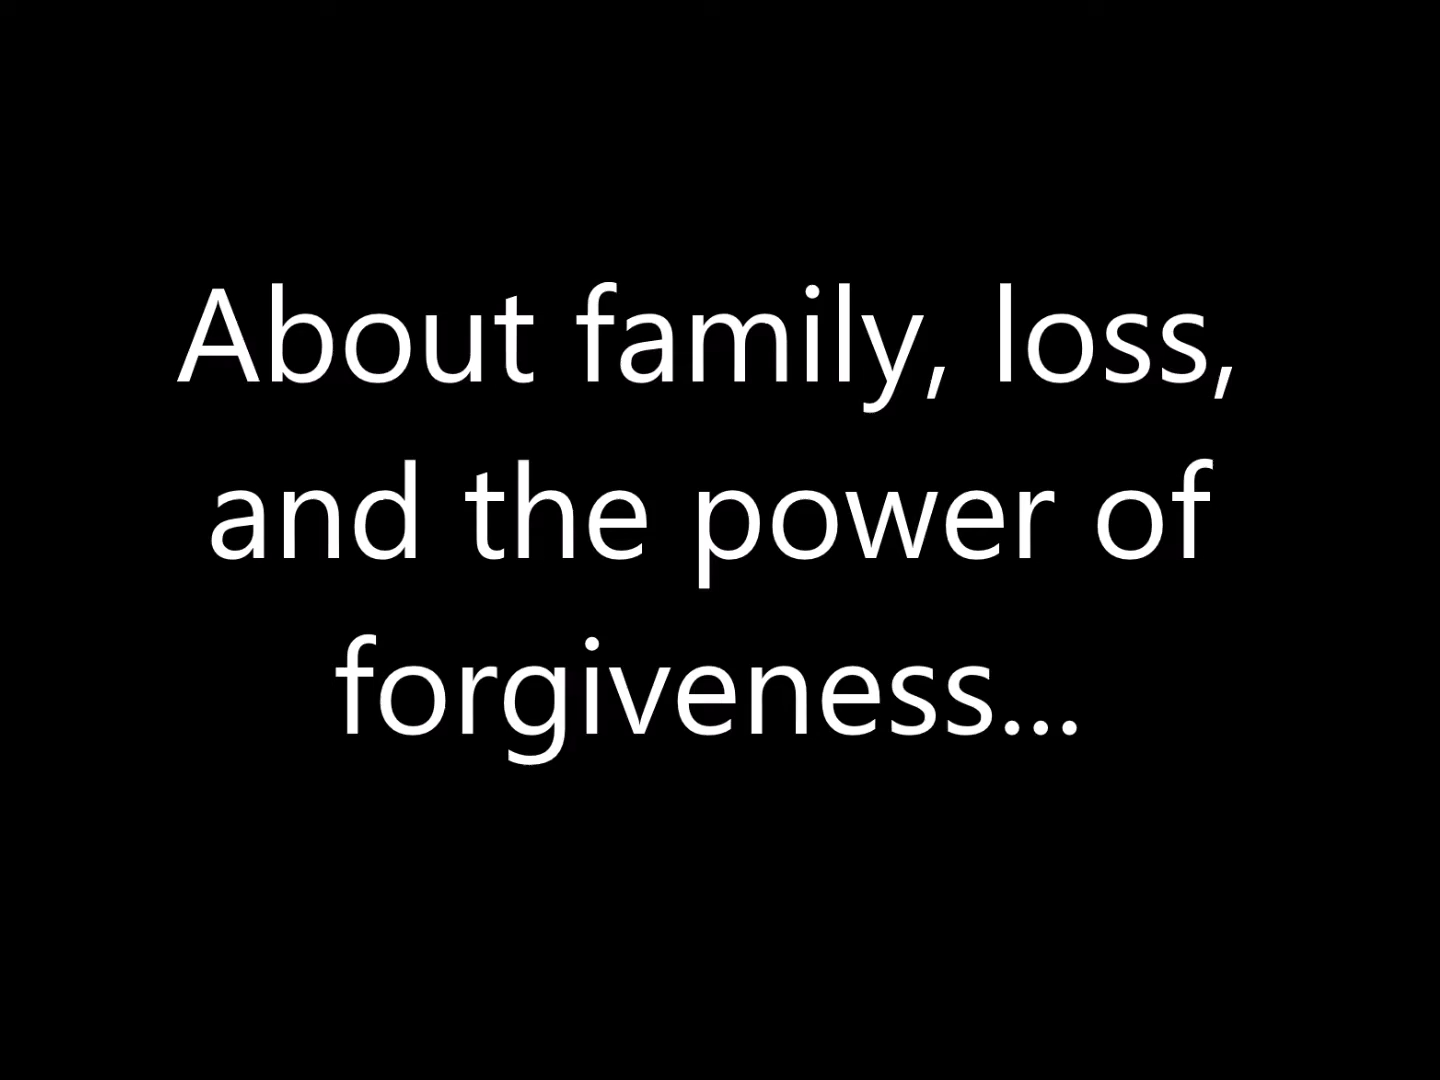 About family, loss,
and the power of
forgiveness...